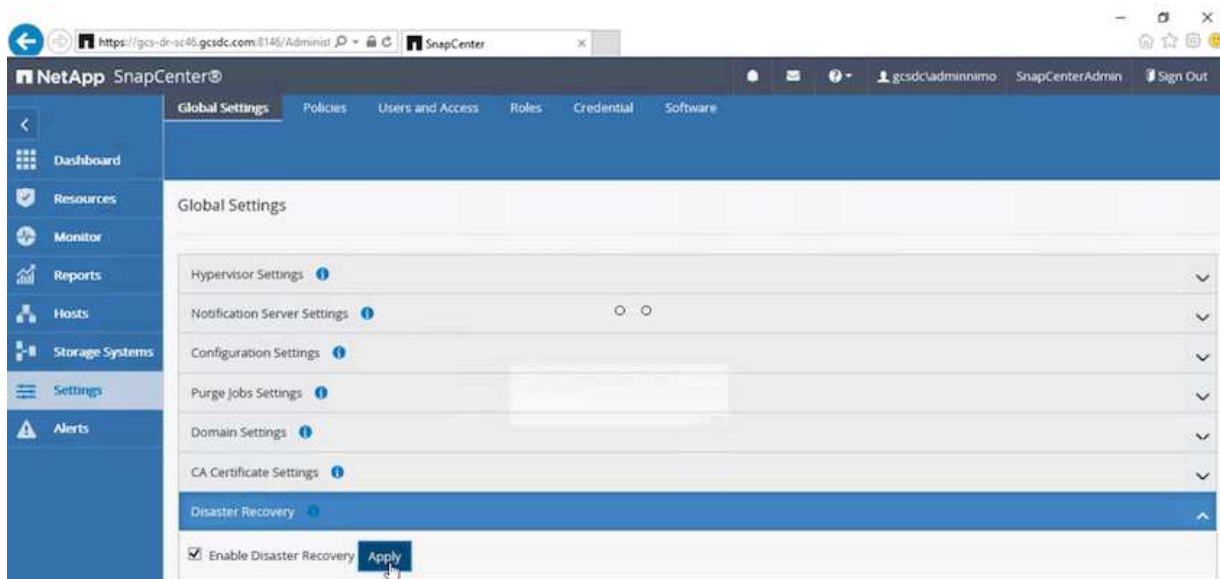 https://gcs-dr-sc46.gcsdc.com:8146/Administ
SnapCenter
NetApp SnapCenter®
gcsdc\adminnimo SnapCenterAdmin Sign Out
Global Settings Policies Users and Access Roles Credential Software
Dashboard
Resources
Monitor
Reports
Hosts
Storage Systems
Settings
Alerts
Global Settings
Hypervisor Settings
Notification Server Settings
Configuration Settings
Purge Jobs Settings
Domain Settings
CA Certificate Settings
Disaster Recovery
Enable Disaster Recovery Apply